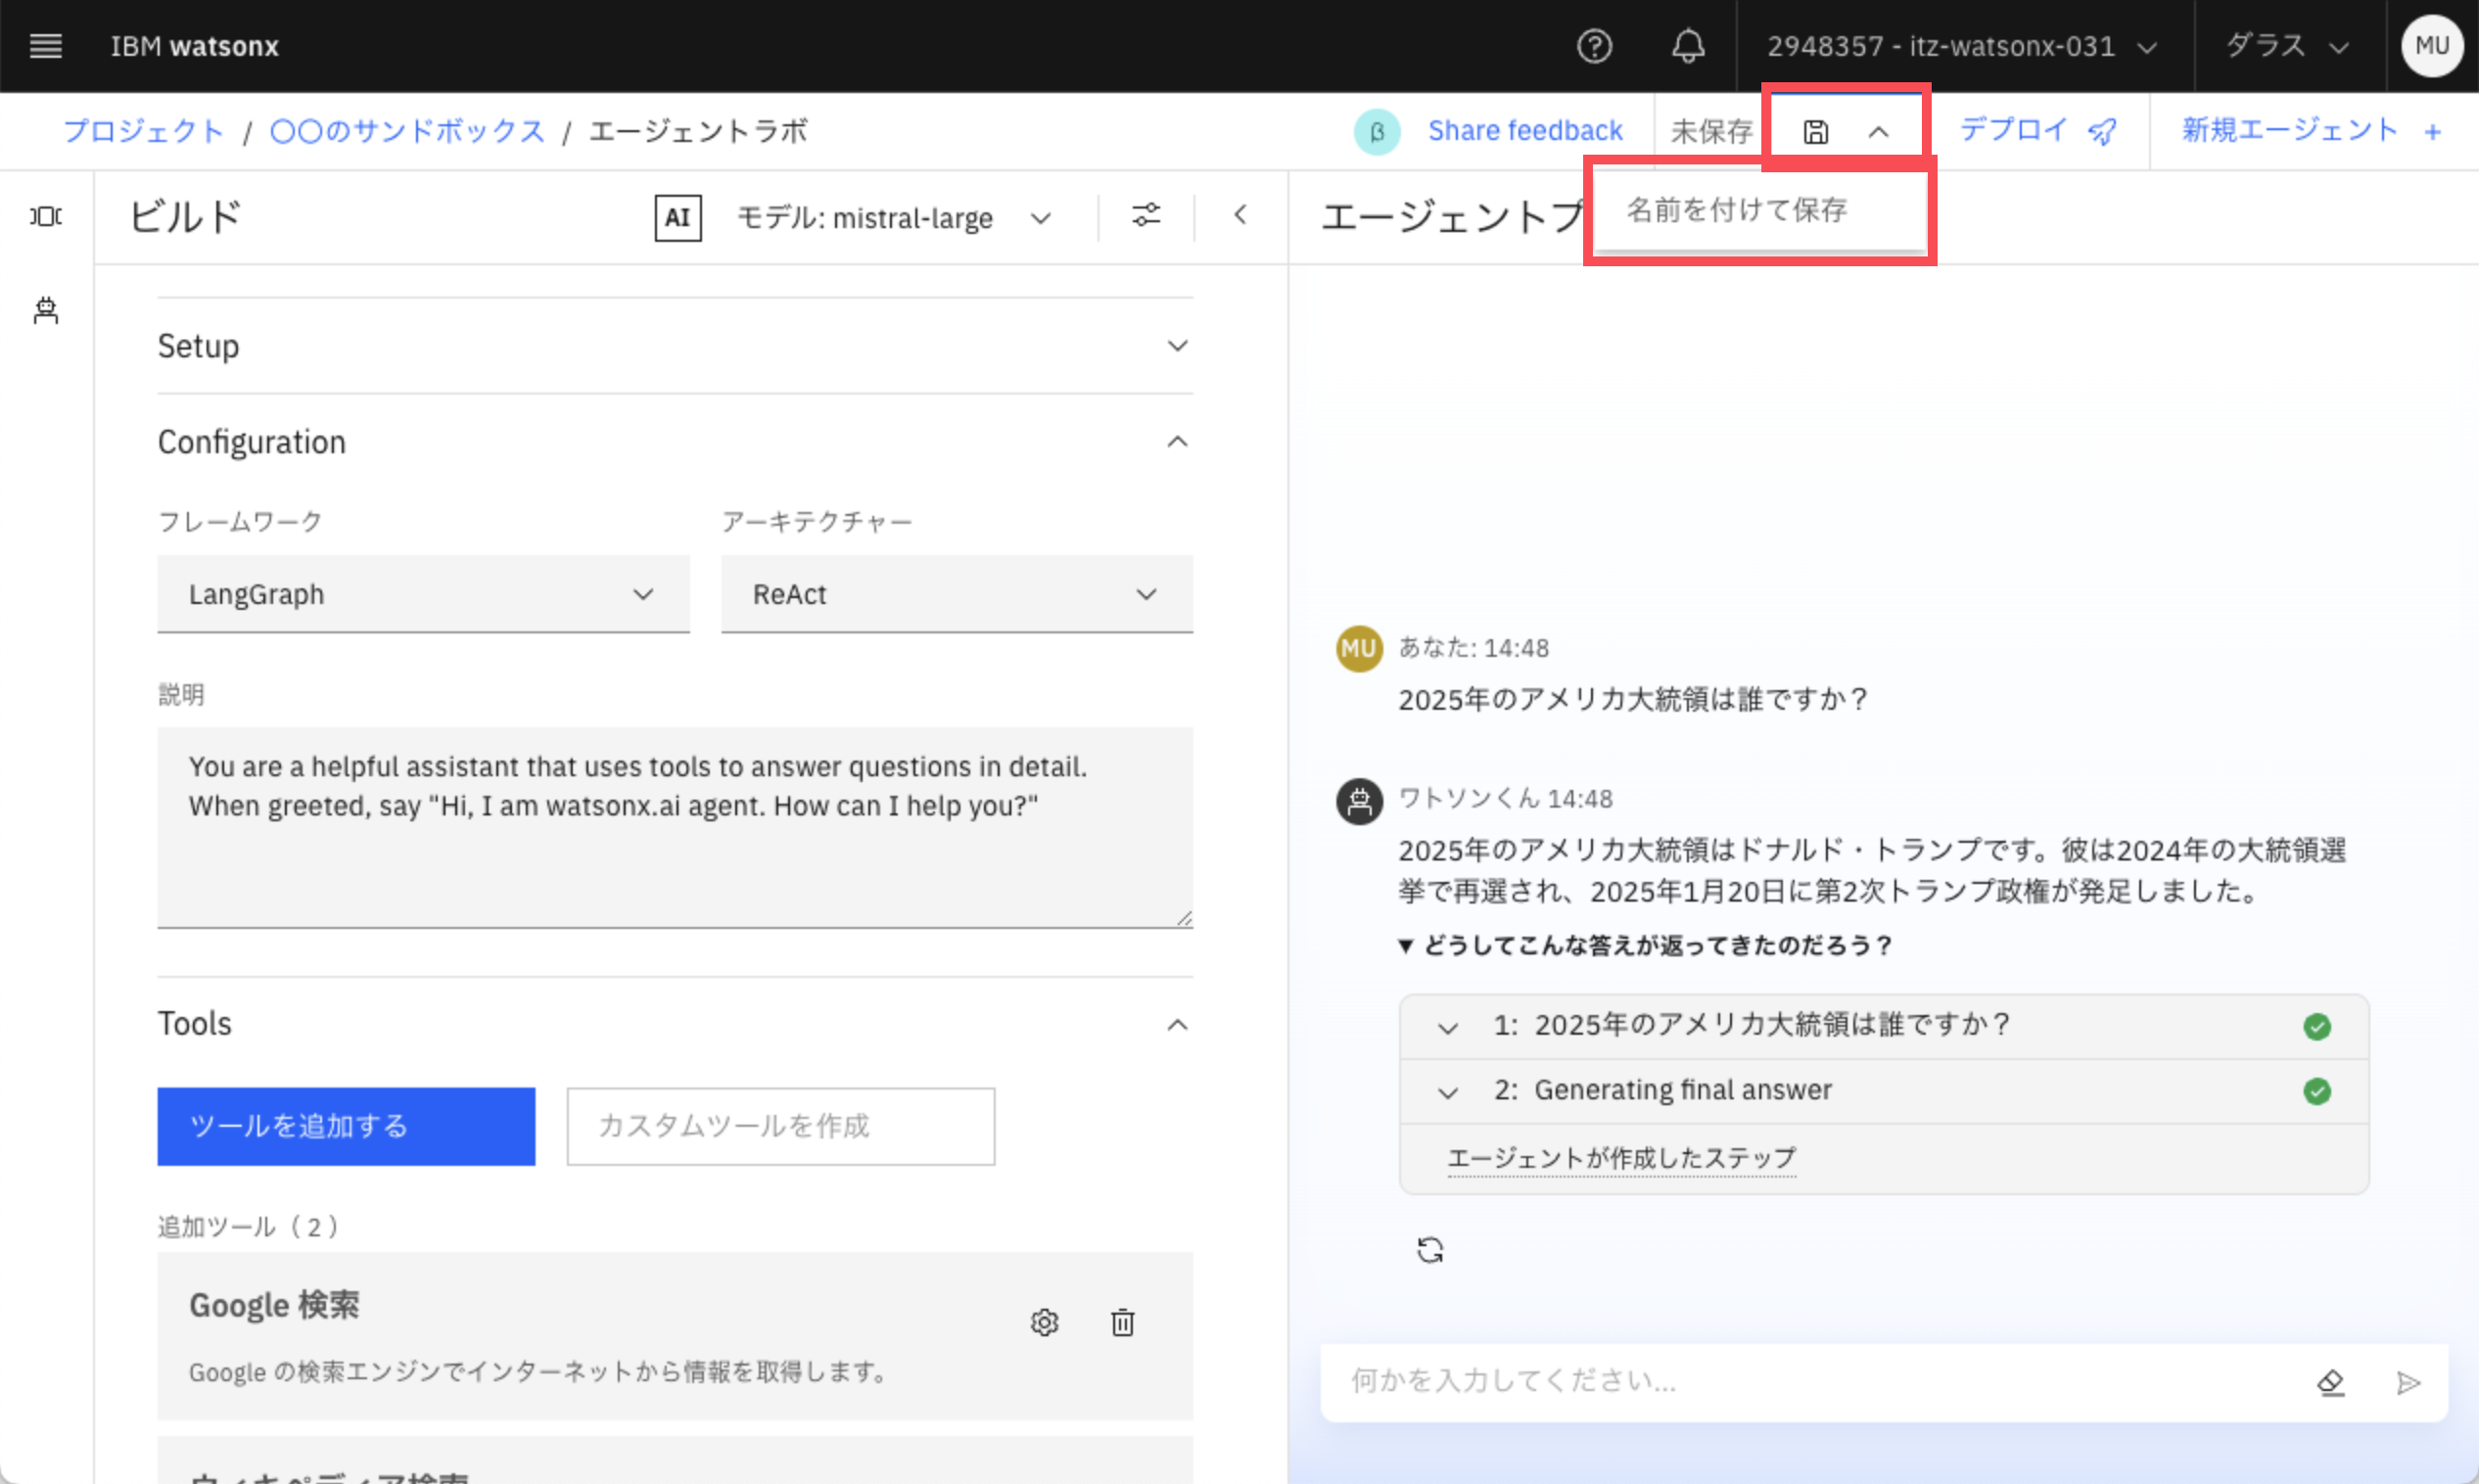 IBM watsonx
2948357 - itz-watsonx-031
ダラス
MU
プロジェクト / 〇〇のサンドボックス / エージェントラボ
β
Share feedback
未保存
デプロイ
新規エージェント +
名前を付けて保存
ビルド
AI
モデル: mistral-large
Setup
Configuration
フレームワーク
アーキテクチャー
LangGraph
ReAct
説明
You are a helpful assistant that uses tools to answer questions in detail.
When greeted, say "Hi, I am watsonx.ai agent. How can I help you?"
Tools
ツールを追加する
カスタムツールを作成
追加ツール（2）
Google 検索
Google の検索エンジンでインターネットから情報を取得します。
ウィキペディア検索
エージェントプ
MU
あなた: 14:48
2025年のアメリカ大統領は誰ですか？
ワトソンくん 14:48
2025年のアメリカ大統領はドナルド・トランプです。彼は2024年の大統領選
挙で再選され、2025年1月20日に第2次トランプ政権が発足しました。
▼ どうしてこんな答えが返ってきたのだろう？
1: 2025年のアメリカ大統領は誰ですか？
2: Generating final answer
エージェントが作成したステップ
何かを入力してください...